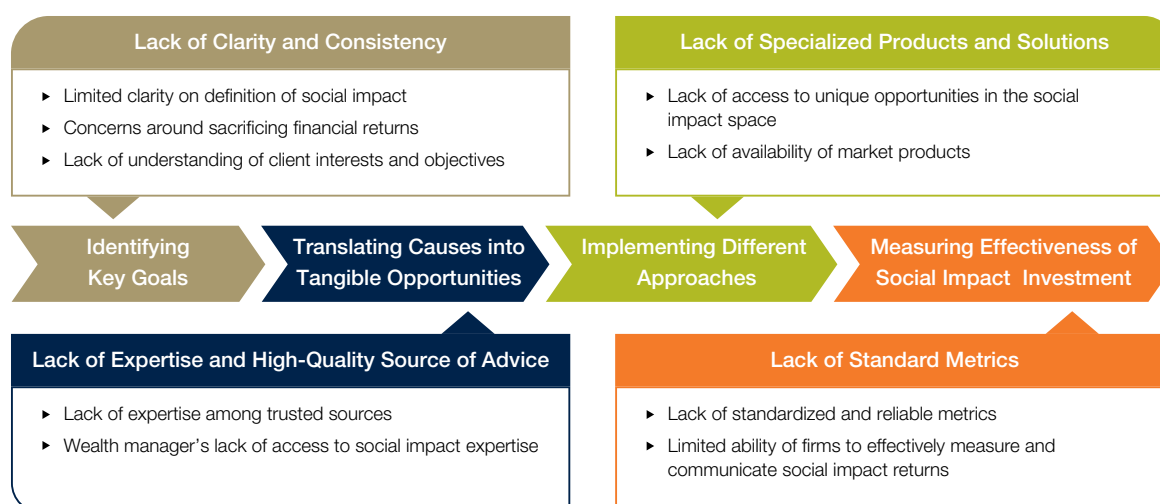 Lack of Clarity and Consistency
▸ Limited clarity on definition of social impact
▸ Concerns around sacrificing financial returns
▸ Lack of understanding of client interests and objectives
Lack of Specialized Products and Solutions
▸ Lack of access to unique opportunities in the social
impact space
▸ Lack of availability of market products
Identifying
Key Goals
Translating Causes into
Tangible Opportunities
Implementing Different
Approaches
Measuring Effectiveness of
Social Impact Investment
Lack of Expertise and High-Quality Source of Advice
▸ Lack of expertise among trusted sources
▸ Wealth manager’s lack of access to social impact expertise
Lack of Standard Metrics
▸ Lack of standardized and reliable metrics
▸ Limited ability of firms to effectively measure and
communicate social impact returns